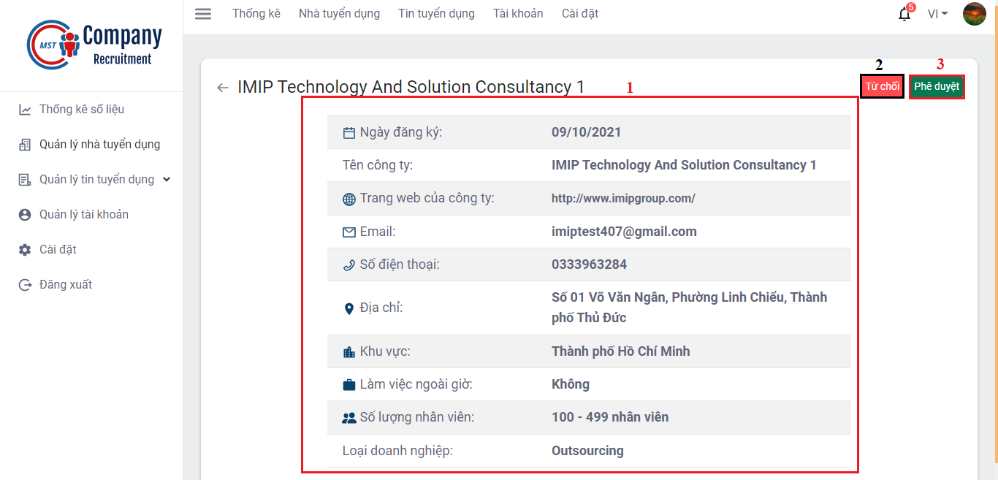 MST Company
Recruitment
Thống kê số liệu
Quản lý nhà tuyển dụng
Quản lý tin tuyển dụng
Quản lý tài khoản
Cài đặt
Đăng xuất
Thống kê Nhà tuyển dụng Tin tuyển dụng Tài khoản Cài đặt 5 VI
IMIP Technology And Solution Consultancy 1 1 2 3
Từ chối Phê duyệt
Ngày đăng ký: 09/10/2021
Tên công ty: IMIP Technology And Solution Consultancy 1
Trang web của công ty: http://www.imipgroup.com/
Email: imiptest407@gmail.com
Số điện thoại: 0333963284
Địa chỉ: Số 01 Võ Văn Ngân, Phường Linh Chiểu, Thành
phố Thủ Đức
Khu vực: Thành phố Hồ Chí Minh
Làm việc ngoài giờ: Không
Số lượng nhân viên: 100 - 499 nhân viên
Loại doanh nghiệp: Outsourcing